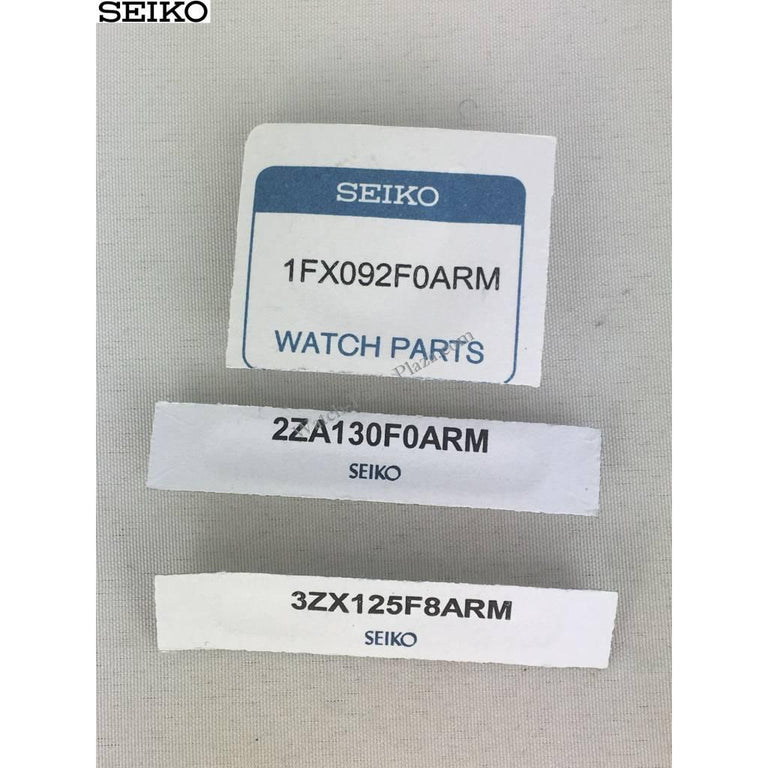 SEIKO
SEIKO
1FX092F0ARM
WATCH PARTS
2ZA130F0ARM
SEIKO
3ZX125F8ARM
SEIKO